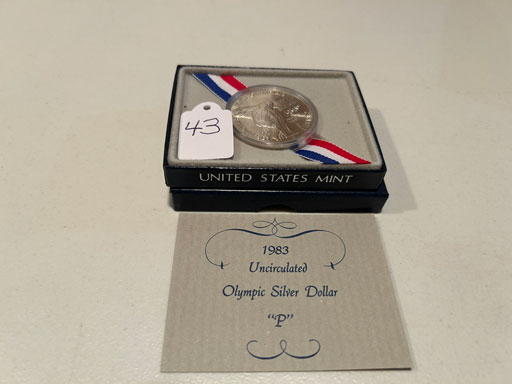 43
UNITED STATES MINT
1983
Uncirculated
Olympic Silver Dollar
"P"